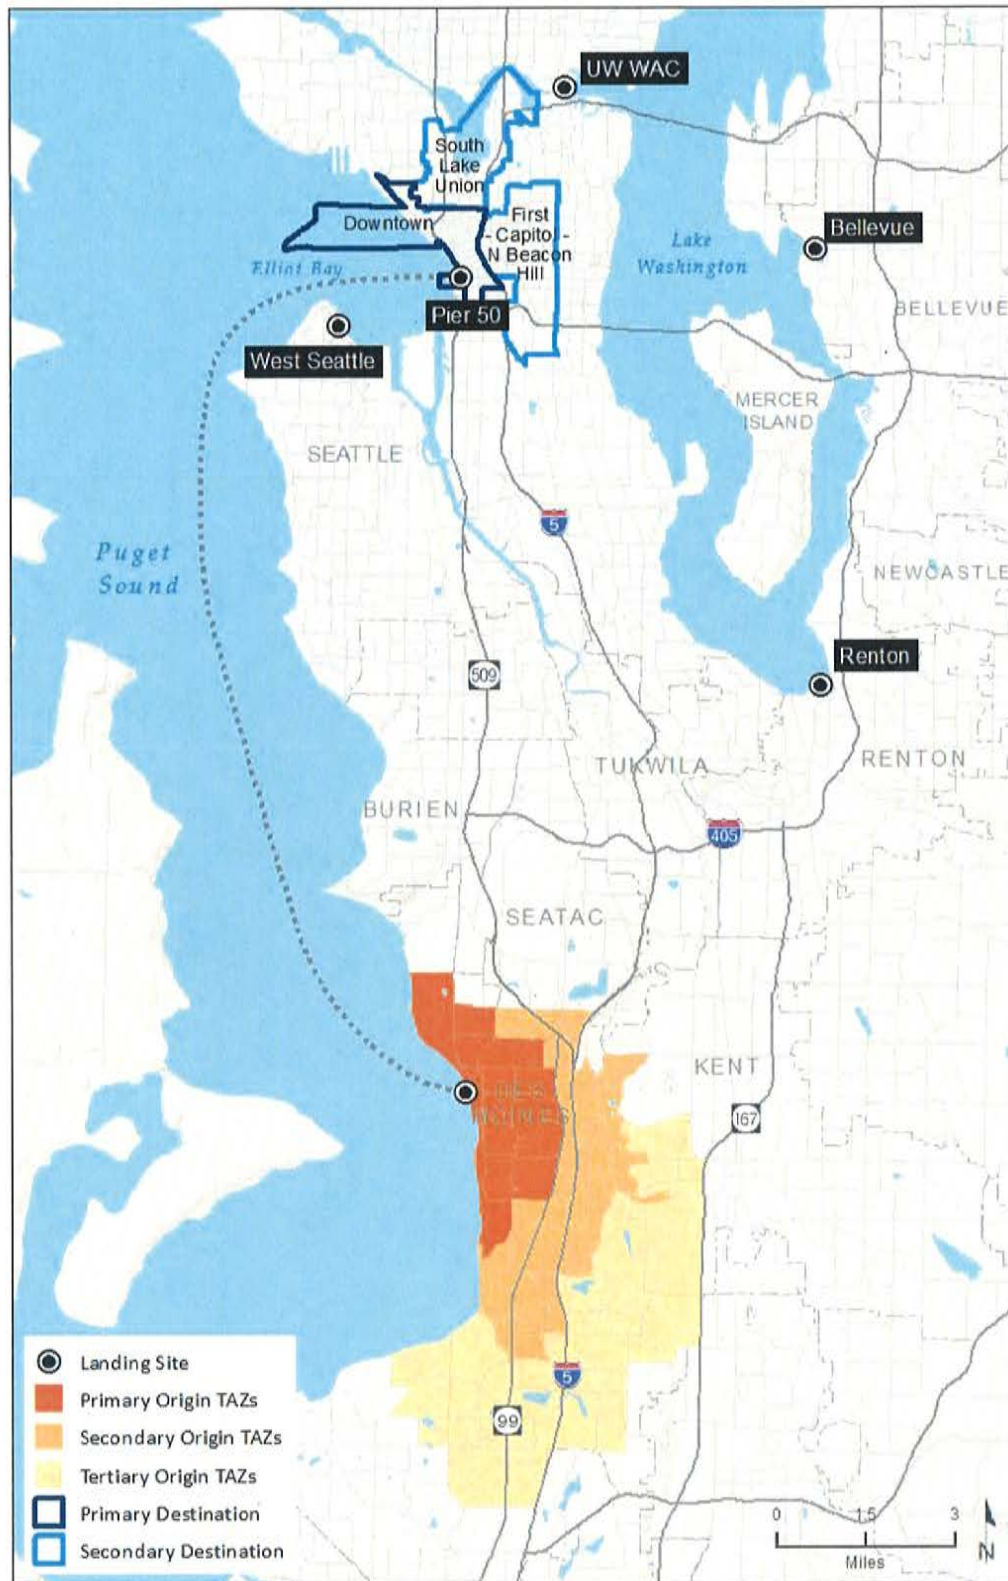 UW WAC
South
Lake
Union
Downtown
First
- Capitol -
N Beacon
Hill
Bellevue
Lake
Washington
Elliot Bay
Pier 50
BELLEVUE
West Seattle
MERCER
ISLAND
SEATTLE
5
Puget
Sound
NEWCASTLE
Renton
509
TUKWILA
RENTON
BURIEN
405
SEATAC
KENT
DES
MOINES
167
Landing Site
Primary Origin TAZs
Secondary Origin TAZs
Tertiary Origin TAZs
Primary Destination
Secondary Destination
5
99
0 1.5 3
Miles
N